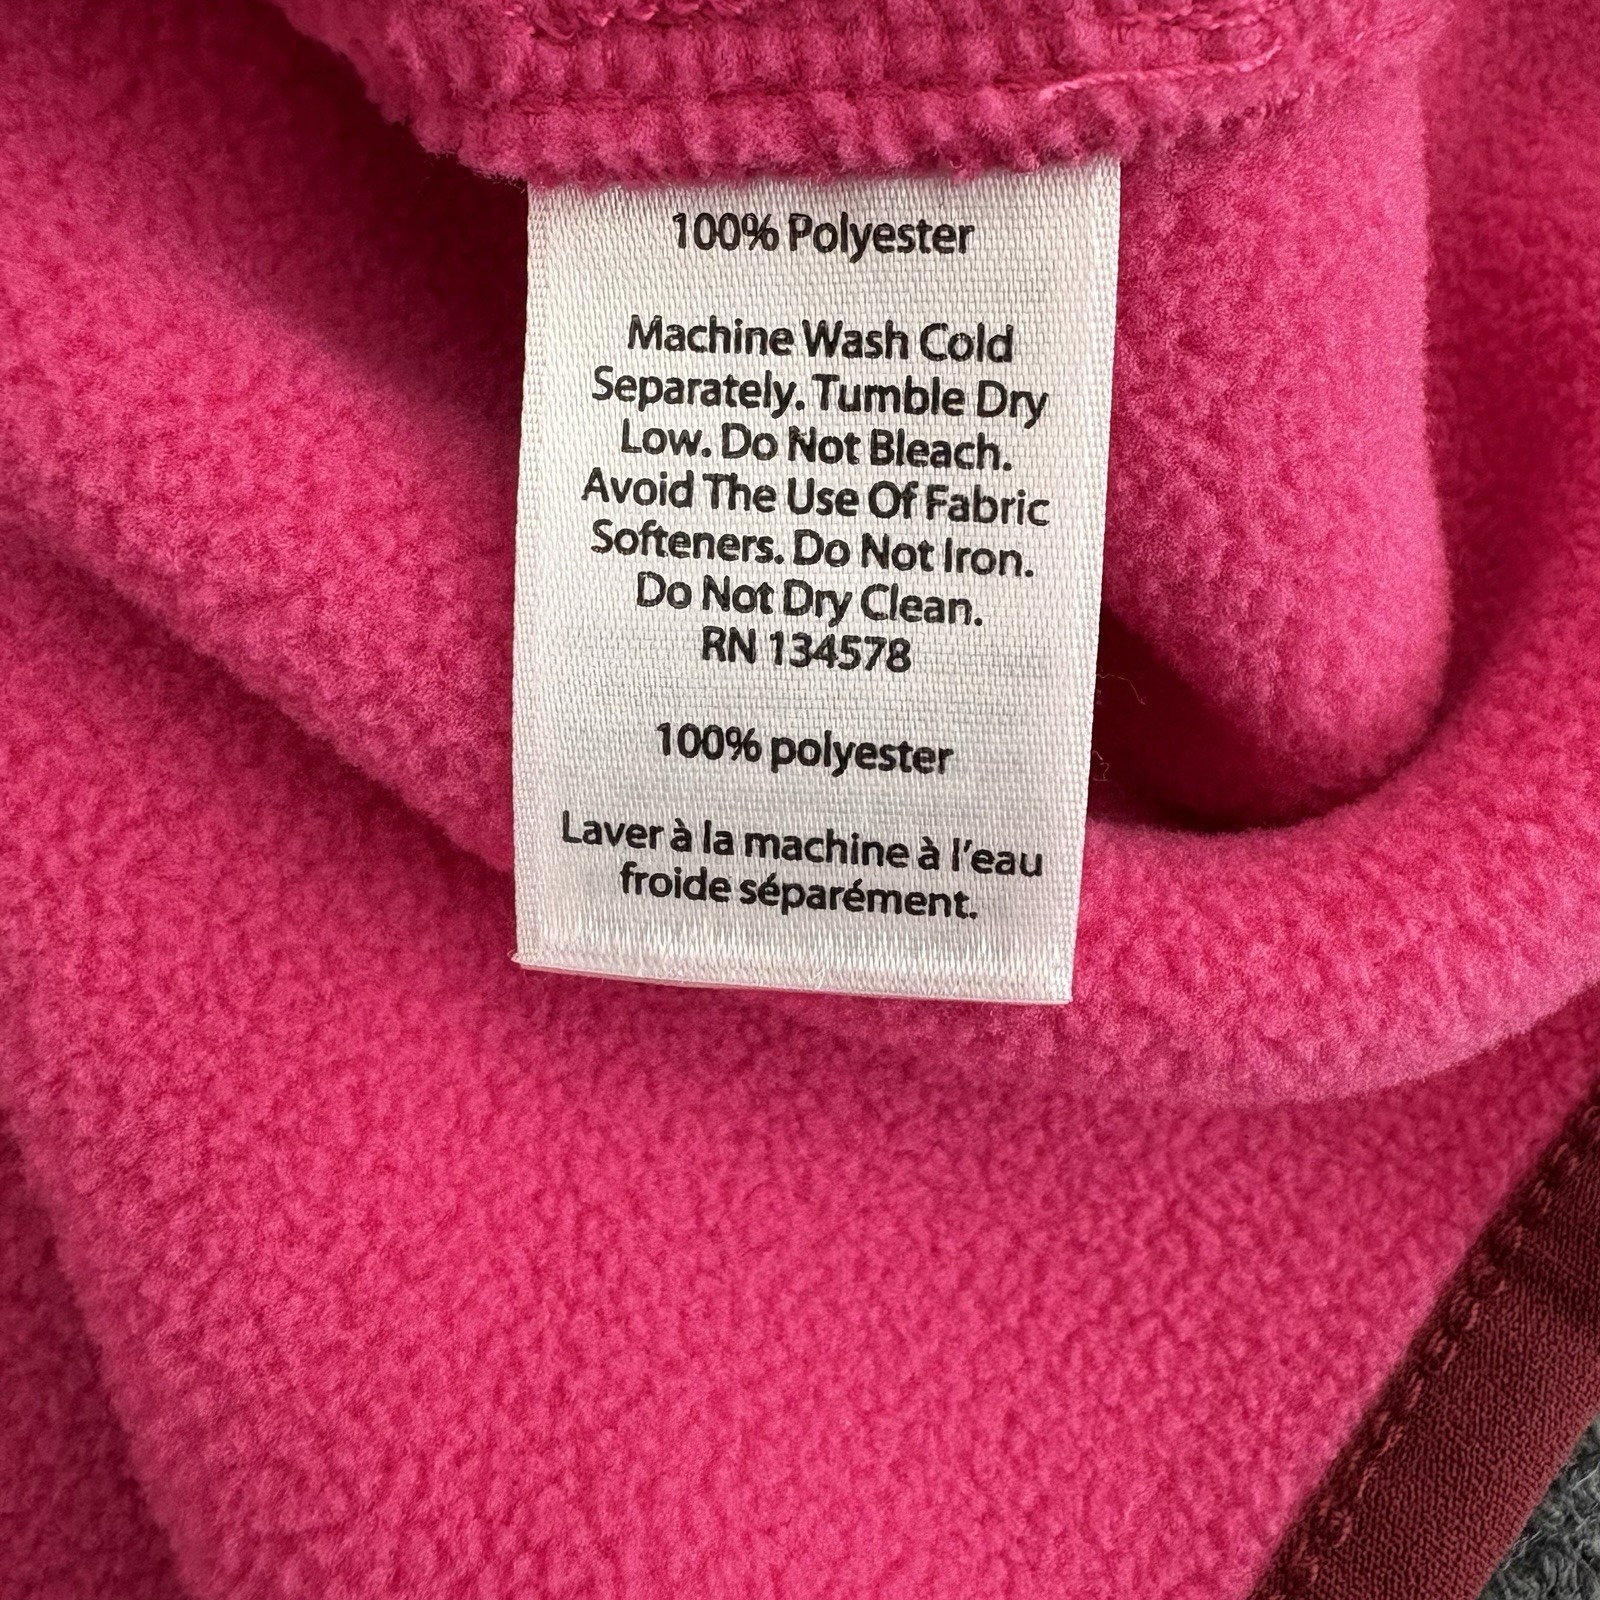 100% Polyester
Machine Wash Cold
Separately. Tumble Dry
Low. Do Not Bleach.
Avoid The Use Of Fabric
Softeners. Do Not Iron.
Do Not Dry Clean.
RN 134578
100% polyester
Laver à la machine à l'eau
froide séparément.